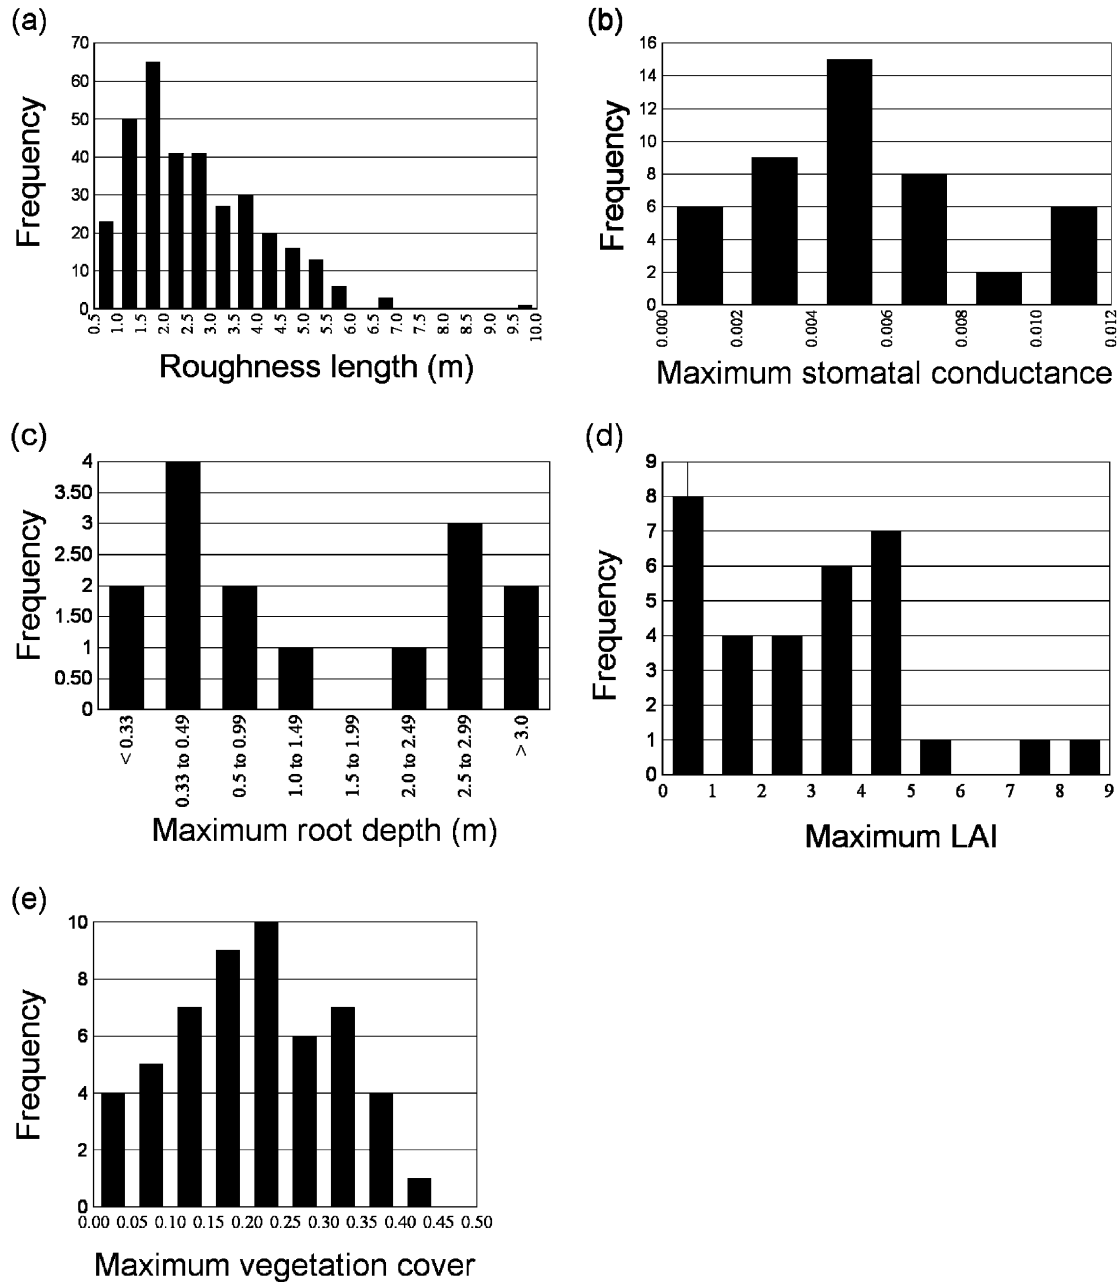 (a)
Frequency
70
60
50
40
30
20
10
0
0.5 1.0 1.5 2.0 2.5 3.0 3.5 4.0 4.5 5.0 5.5 6.0 6.5 7.0 7.5 8.0 8.5 9.0 9.5 10.0
Roughness length (m)
(b)
Frequency
16
14
12
10
8
6
4
2
0
0.000 0.002 0.004 0.006 0.008 0.010 0.012
Maximum stomatal conductance
(c)
Frequency
4
3.50
3
2.50
2
1.50
1
0.50
0
< 0.33
0.33 to 0.49
0.5 to 0.99
1.0 to 1.49
1.5 to 1.99
2.0 to 2.49
2.5 to 2.99
> 3.0
Maximum root depth (m)
(d)
Frequency
9
8
7
6
5
4
3
2
1
0
0 1 2 3 4 5 6 7 8 9
Maximum LAI
(e)
Frequency
10
8
6
4
2
0
0.00 0.05 0.10 0.15 0.20 0.25 0.30 0.35 0.40 0.45 0.50
Maximum vegetation cover